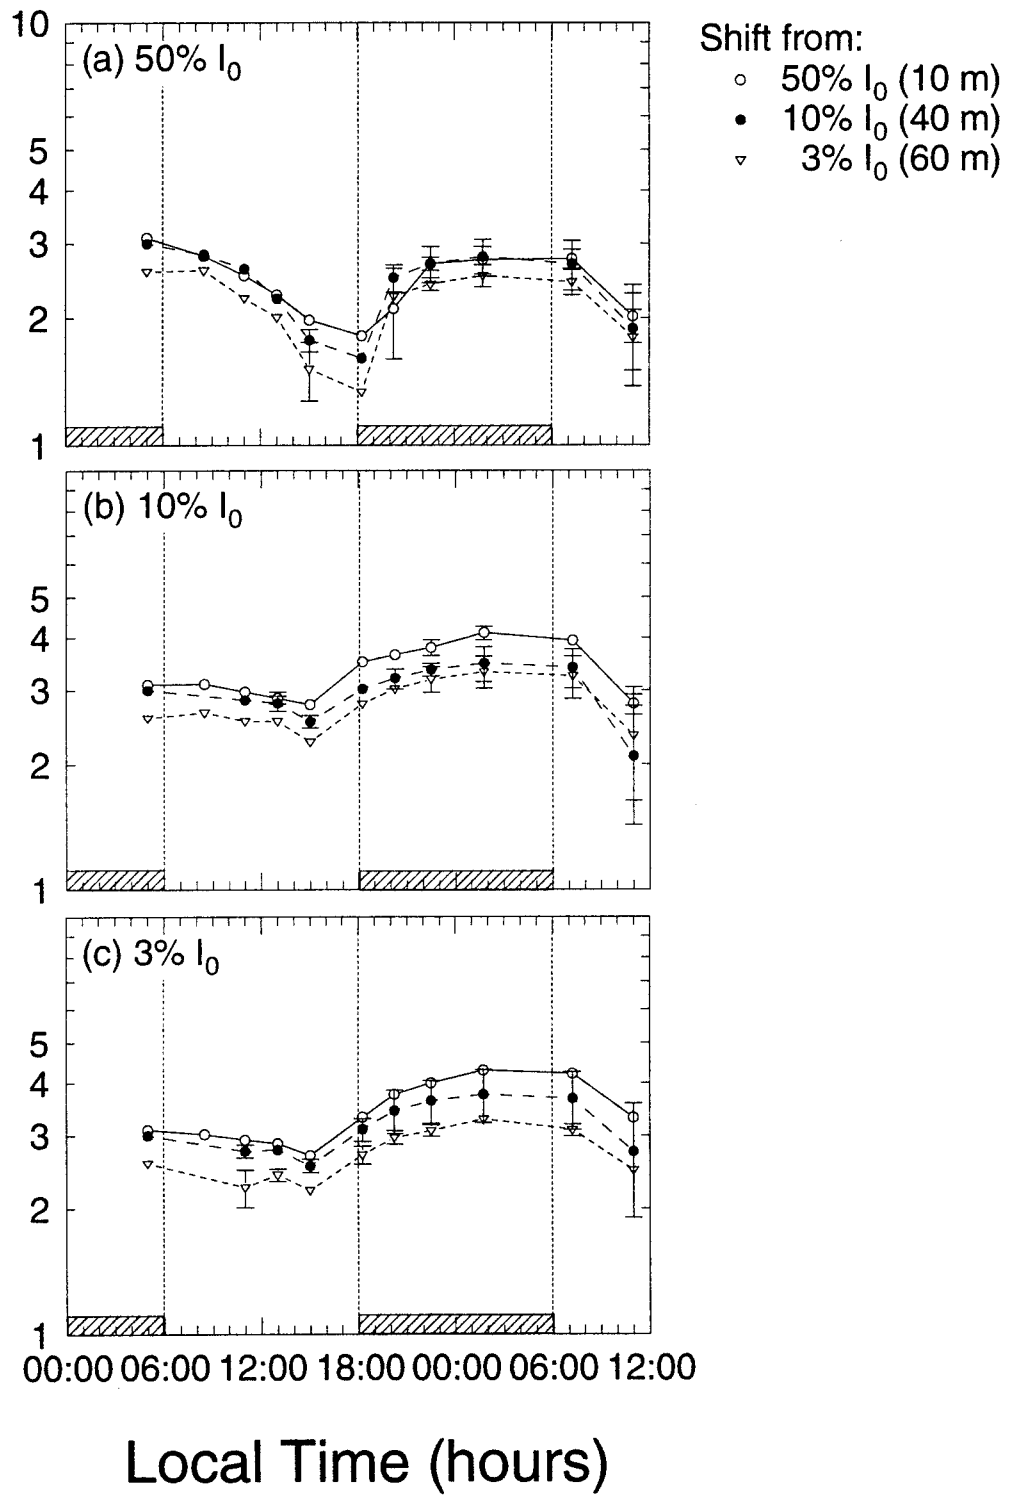 Shift from:
50% I0 (10 m)
10% I0 (40 m)
3% I0 (60 m)
(a) 50% I0
10
5
4
3
2
1
(b) 10% I0
5
4
3
2
1
(c) 3% I0
5
4
3
2
1
00:00 06:00 12:00 18:00 00:00 06:00 12:00
Local Time (hours)